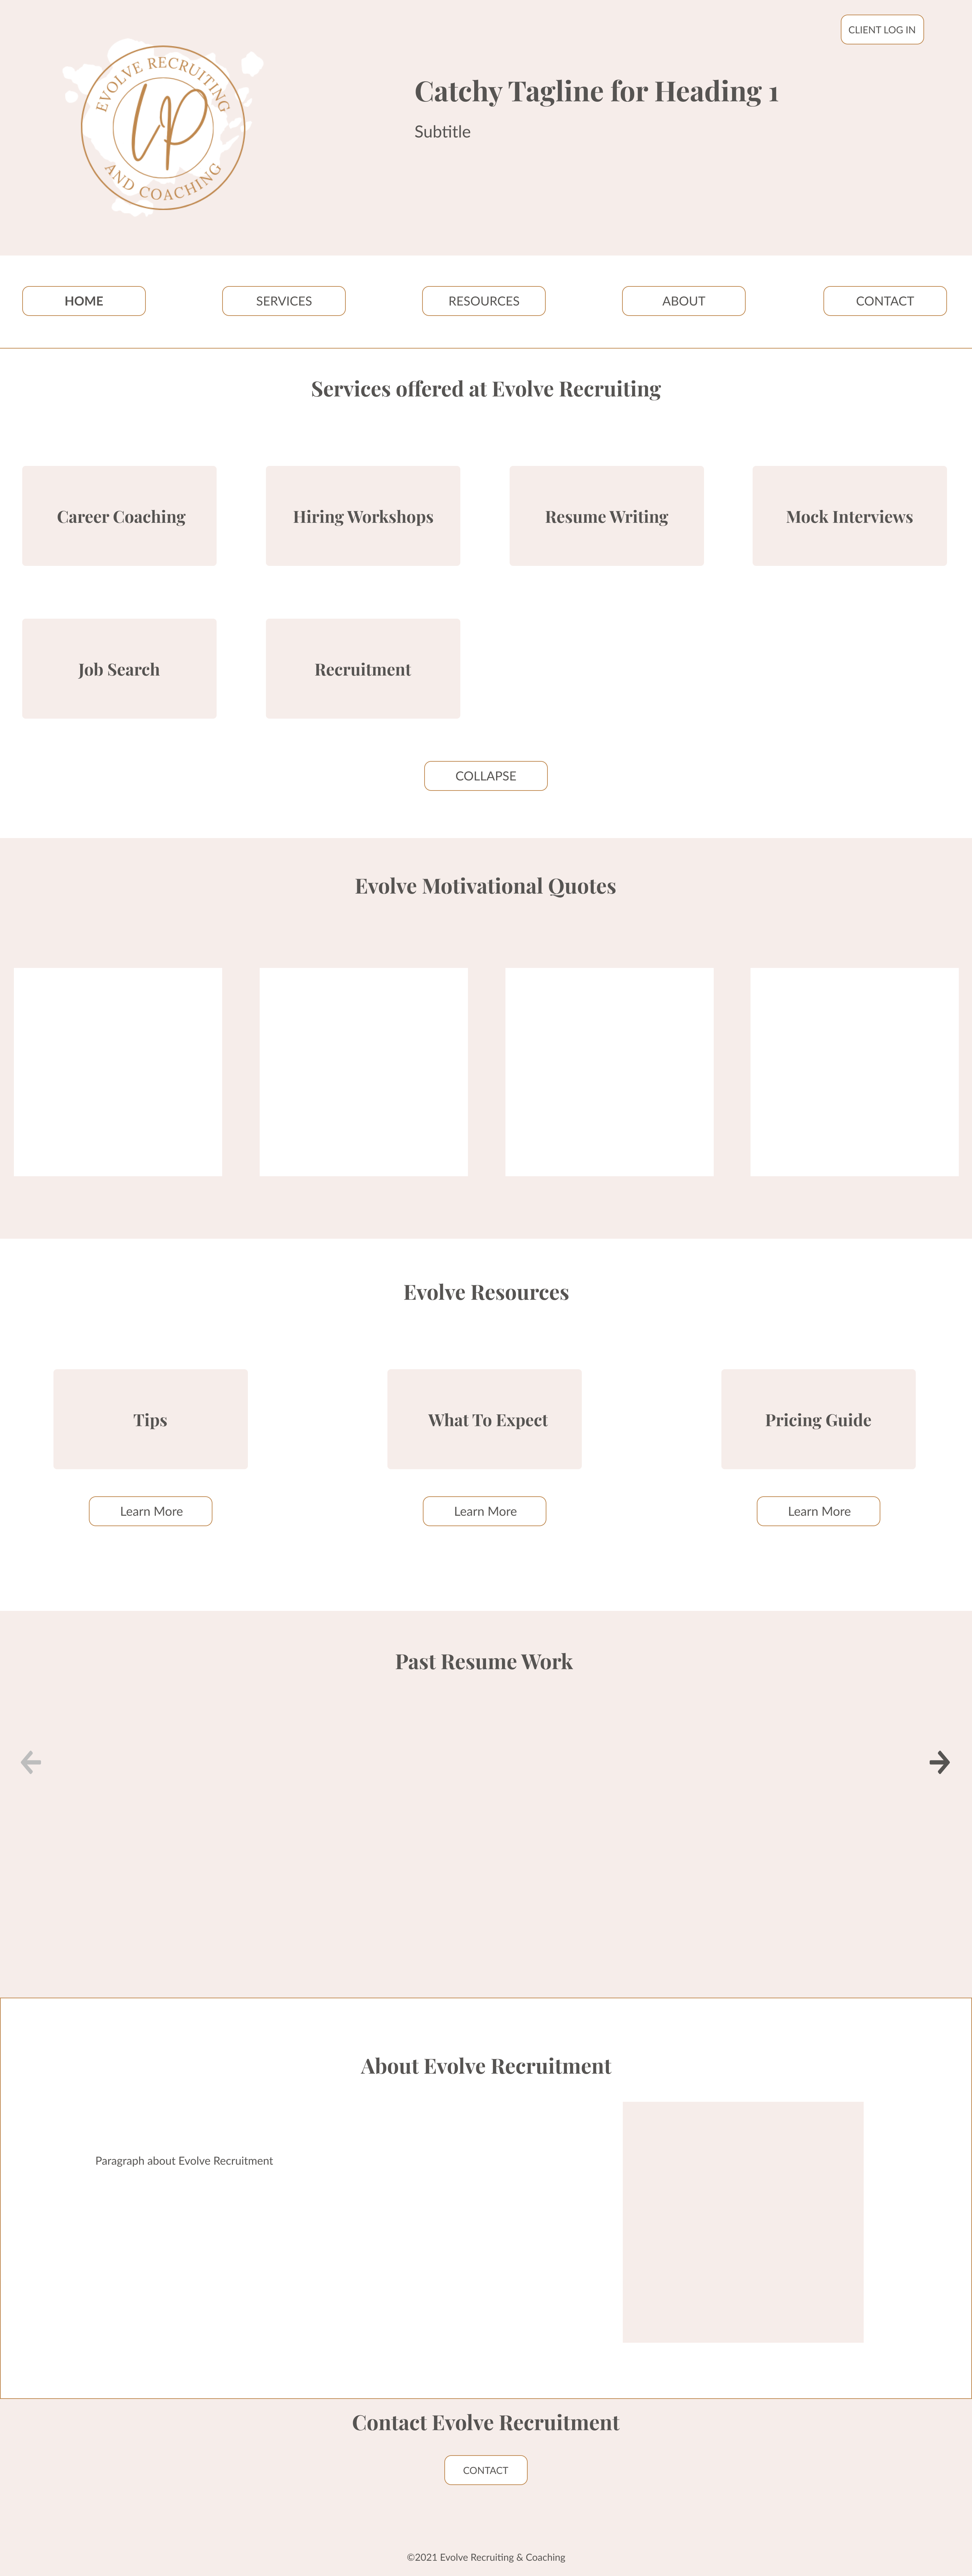 CLIENT LOG IN
EVOLVE RECRUITING
AND COACHING
Catchy Tagline for Heading 1
Subtitle
HOME
SERVICES
RESOURCES
ABOUT
CONTACT
Services offered at Evolve Recruiting
Career Coaching
Hiring Workshops
Resume Writing
Mock Interviews
Job Search
Recruitment
COLLAPSE
Evolve Motivational Quotes
Evolve Resources
Tips
What To Expect
Pricing Guide
Learn More
Learn More
Learn More
Past Resume Work
About Evolve Recruitment
Paragraph about Evolve Recruitment
Contact Evolve Recruitment
CONTACT
©2021 Evolve Recruiting & Coaching